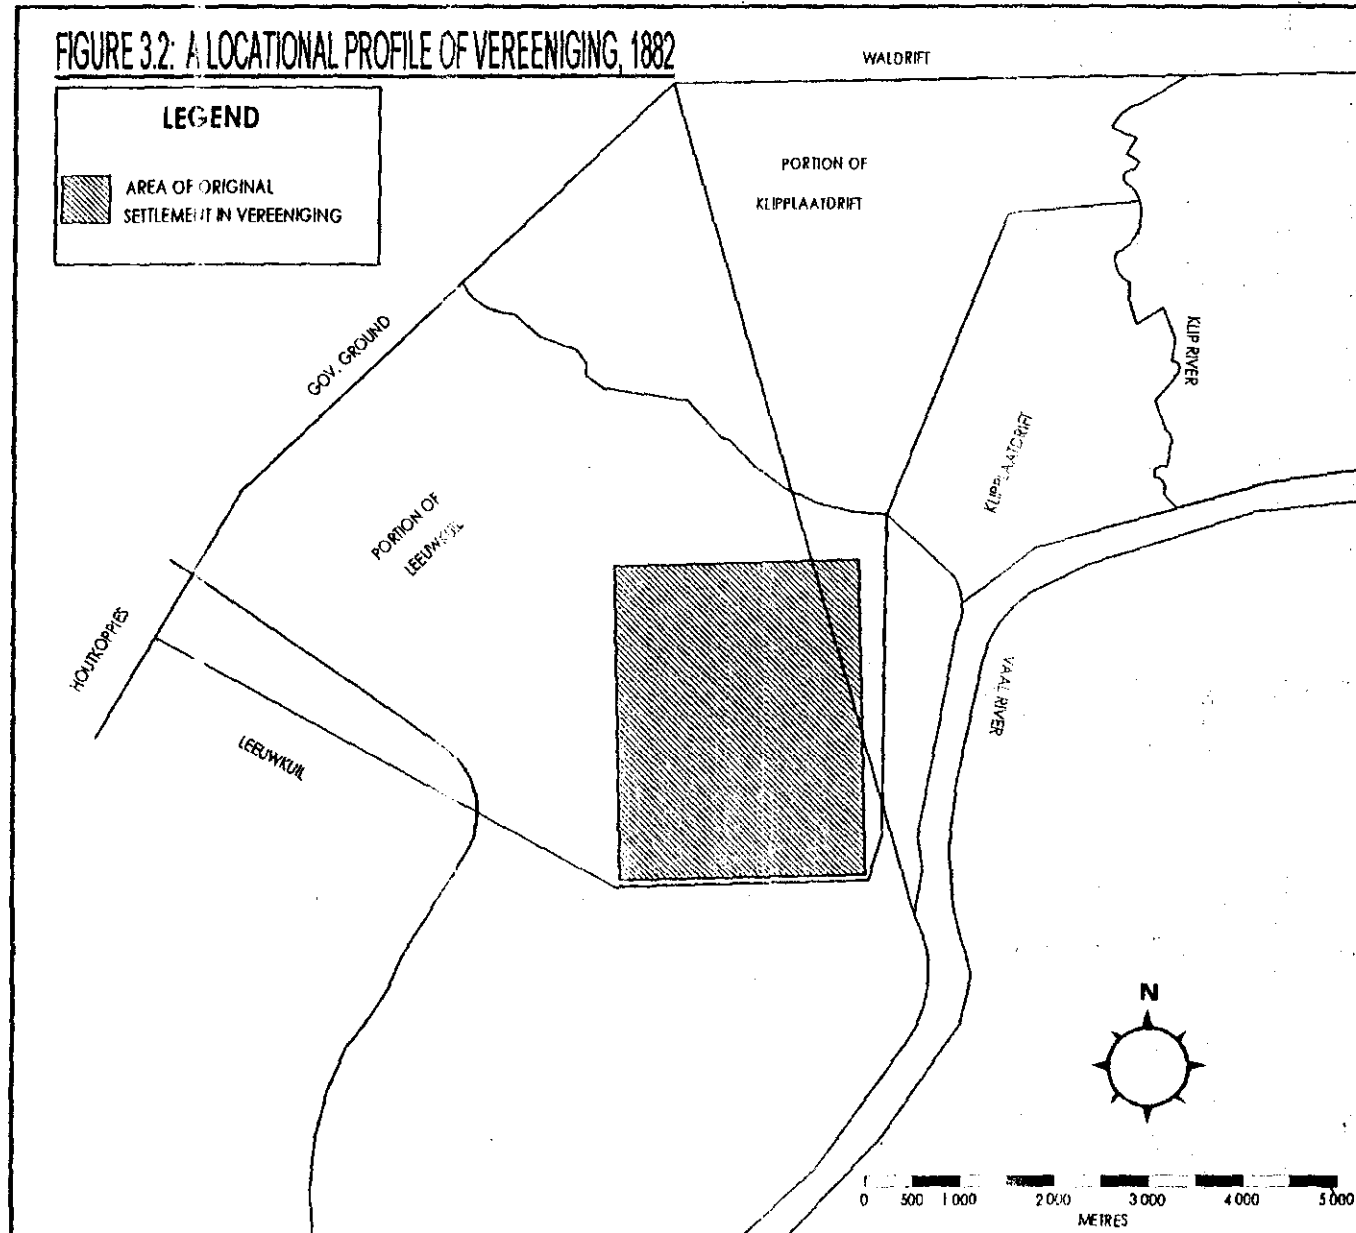 FIGURE 3.2: A LOCATIONAL PROFILE OF VEREENIGING, 1882
WALDRIFT
LEGEND
AREA OF ORIGINAL
SETTLEMENT IN VEREENIGING
PORTION OF
KLIPPLAATDRIFT
GOV. GROUND
KLIP RIVER
KLIPPLAATDRIFT
PORTION OF
LEEUWKUIL
HOUTKOPPIES
VAAL RIVER
LEEUWKUIL
N
0 500 1 000 2 000 3 000 4 000 5 000
METRES